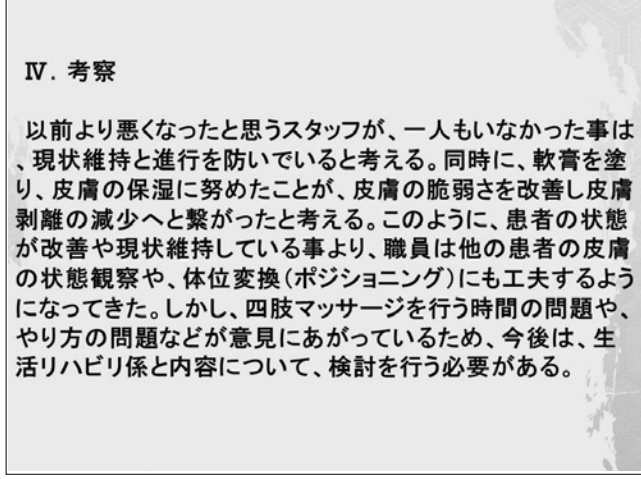 Ⅳ. 考察
以前より悪くなったと思うスタッフが、一人もいなかった事は
、現状維持と進行を防いでいると考える。同時に、軟膏を塗
り、皮膚の保湿に努めたことが、皮膚の脆弱さを改善し皮膚
剥離の減少へと繋がったと考える。このように、患者の状態
が改善や現状維持している事より、職員は他の患者の皮膚
の状態観察や、体位変換(ポジショニング)にも工夫するよう
になってきた。しかし、四肢マッサージを行う時間の問題や、
やり方の問題などが意見にあがっているため、今後は、生
活リハビリ係と内容について、検討を行う必要がある。